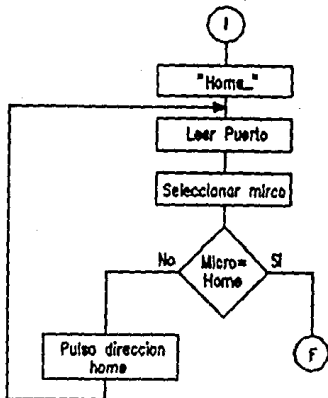 I
"Home_"
Leer Puerto
Seleccionar mirco
Micro=
Home
No
Si
Pulso direccion
home
F